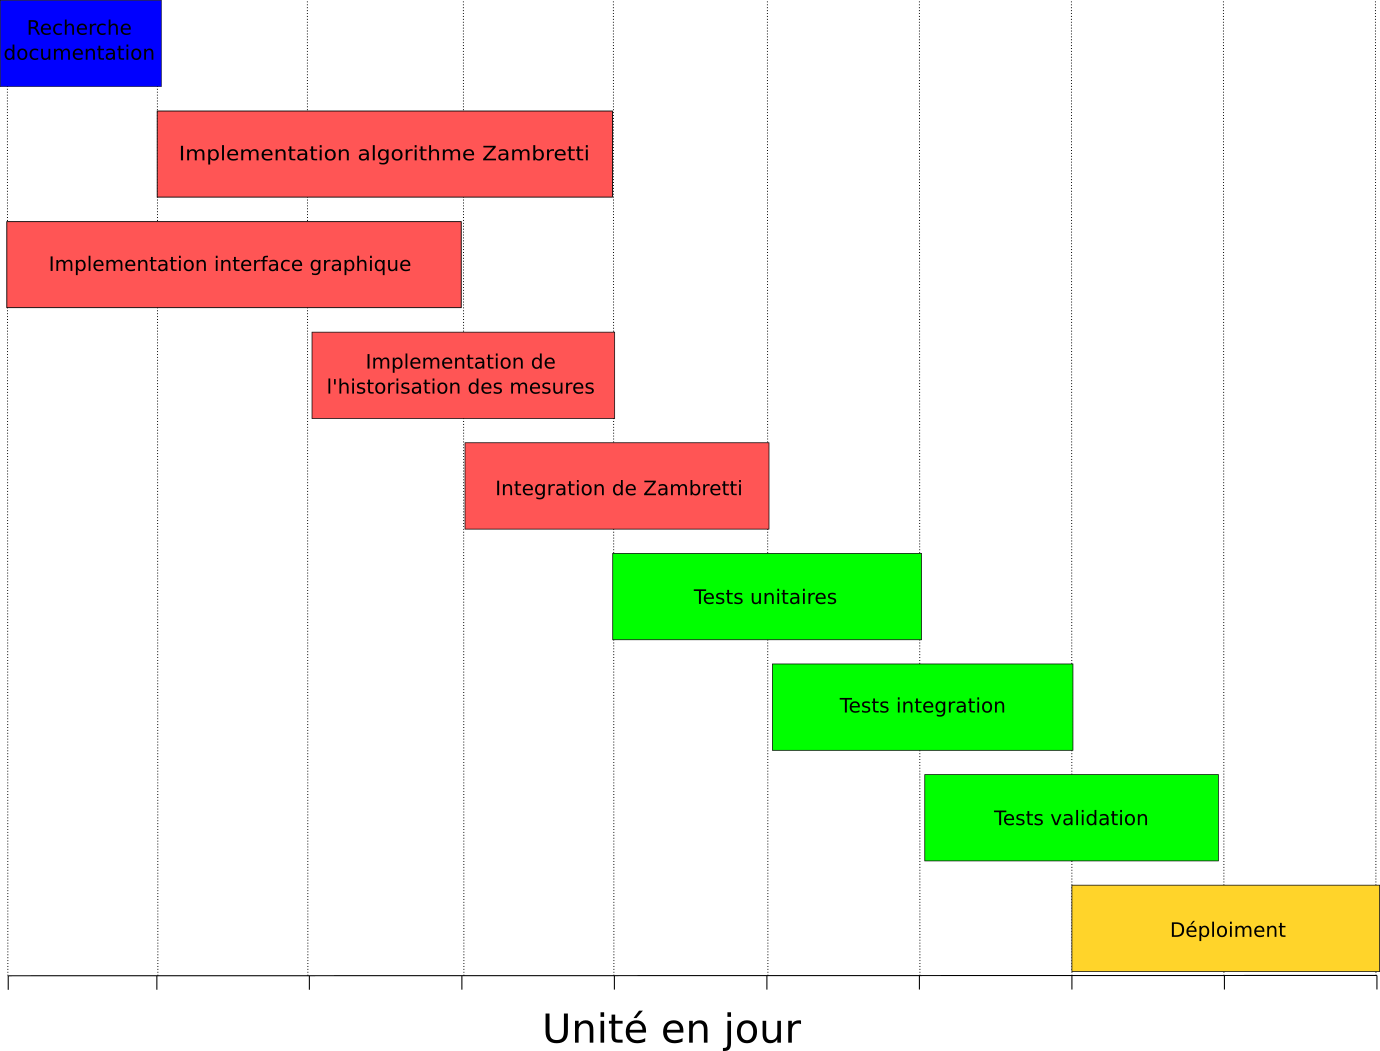 Recherche
documentation
Implementation algorithme Zambretti
Implementation interface graphique
Implementation de
l'historisation des mesures
Integration de Zambretti
Tests unitaires
Tests integration
Tests validation
Déploiment
Unité en jour